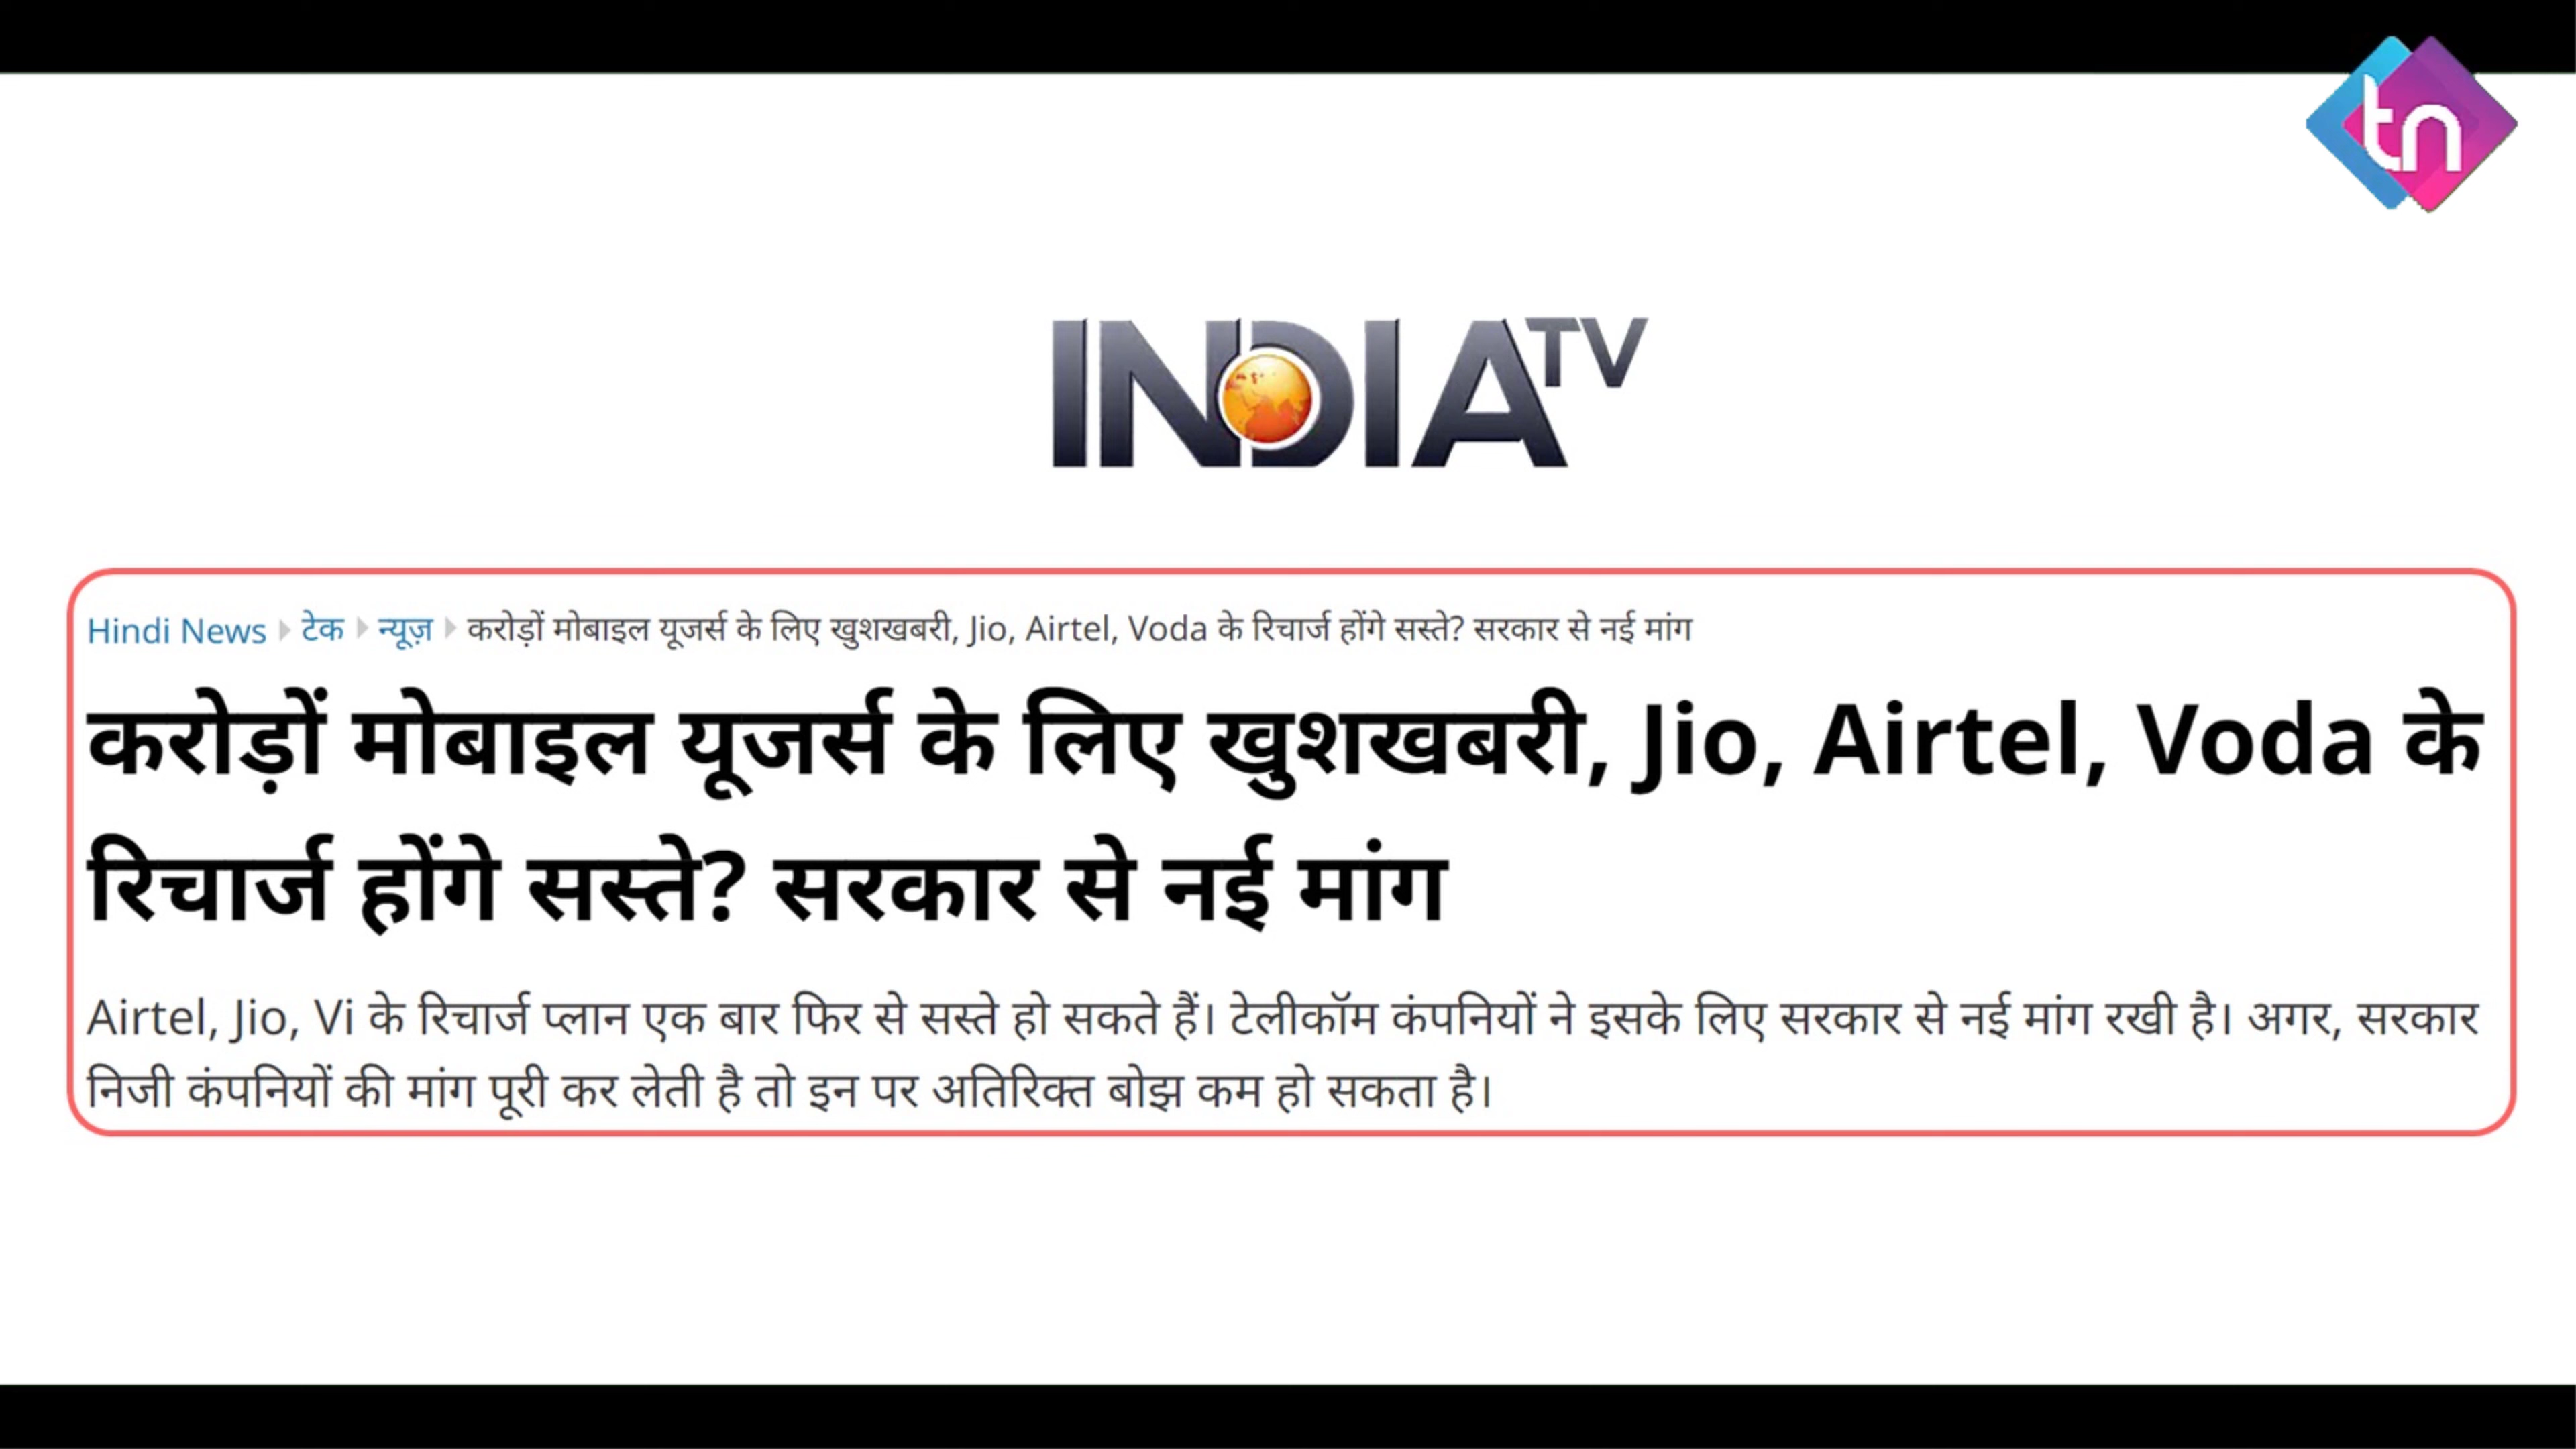 tn
INDIA TV
Hindi News टेक न्यूज़ करोड़ों मोबाइल यूजर्स के लिए खुशखबरी, Jio, Airtel, Voda के रिचार्ज होंगे सस्ते? सरकार से नई मांग
करोड़ों मोबाइल यूजर्स के लिए खुशखबरी, Jio, Airtel, Voda के
रिचार्ज होंगे सस्ते? सरकार से नई मांग
Airtel, Jio, Vi के रिचार्ज प्लान एक बार फिर से सस्ते हो सकते हैं। टेलीकॉम कंपनियों ने इसके लिए सरकार से नई मांग रखी है। अगर, सरकार
निजी कंपनियों की मांग पूरी कर लेती है तो इन पर अतिरिक्त बोझ कम हो सकता है।